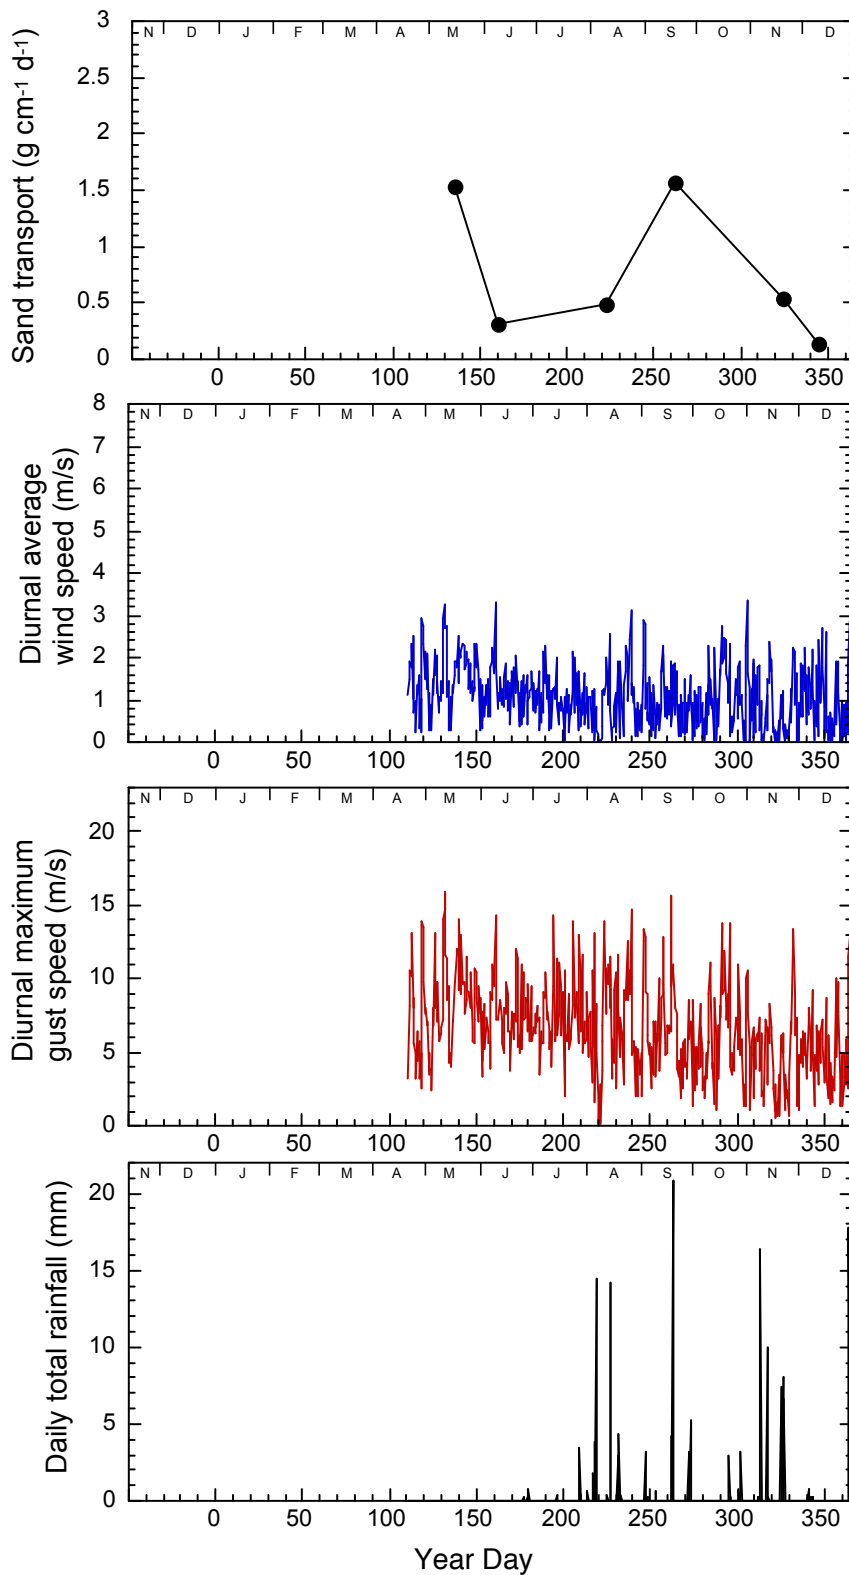 Sand transport (g cm-1 d-1)
3
2.5
2
1.5
1
0.5
0
N D J F M A M J J A S O N D
0 50 100 150 200 250 300 350
Diurnal average
wind speed (m/s)
8
7
6
5
4
3
2
1
0
N D J F M A M J J A S O N D
0 50 100 150 200 250 300 350
Diurnal maximum
gust speed (m/s)
20
15
10
5
0
N D J F M A M J J A S O N D
0 50 100 150 200 250 300 350
Daily total rainfall (mm)
20
15
10
5
0
N D J F M A M J J A S O N D
0 50 100 150 200 250 300 350
Year Day